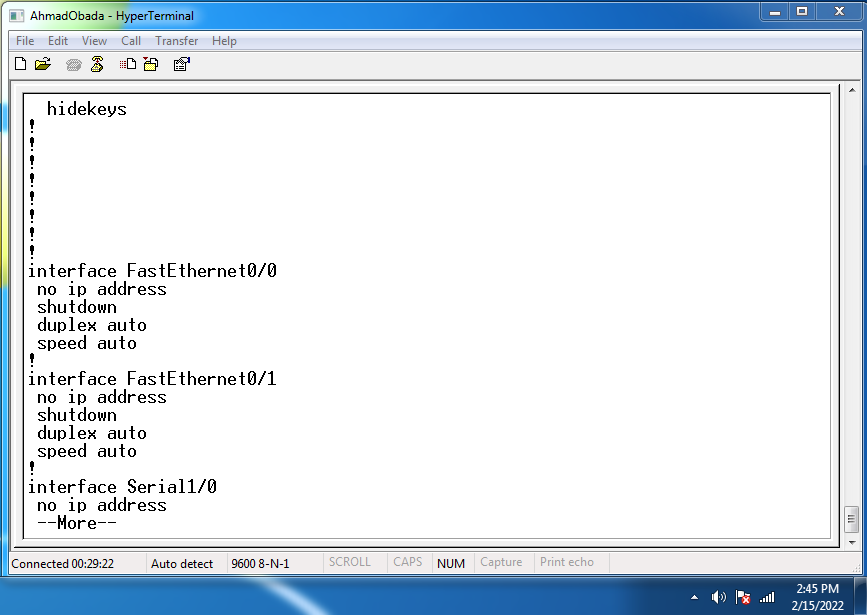 AhmadObada - HyperTerminal
File Edit View Call Transfer Help
hidekeys
!
!
!
!
!
!
!
!
interface FastEthernet0/0
no ip address
shutdown
duplex auto
speed auto
!
interface FastEthernet0/1
no ip address
shutdown
duplex auto
speed auto
!
interface Serial1/0
no ip address
--More--
Connected 00:29:22 Auto detect 9600 8-N-1 SCROLL CAPS NUM Capture Print echo
2:45 PM
2/15/2022